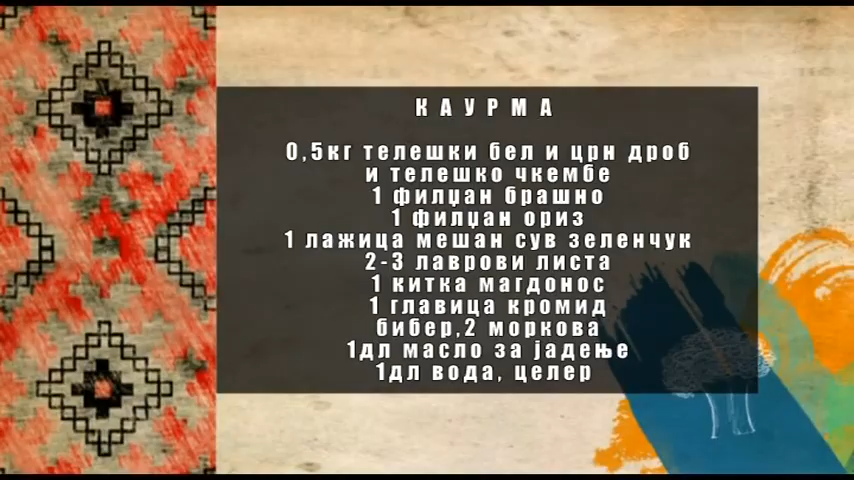 КАУРМА
0,5кг телешки бел и црн дроб
и телешко чкембе
1 филџан брашно
1 филџан ориз
1 лажица мешан сув зеленчук
2-3 лаврови листа
1 китка магдонос
1 главица кромид
бибер,2 моркова
1дл масло за јадење
1дл вода, целер